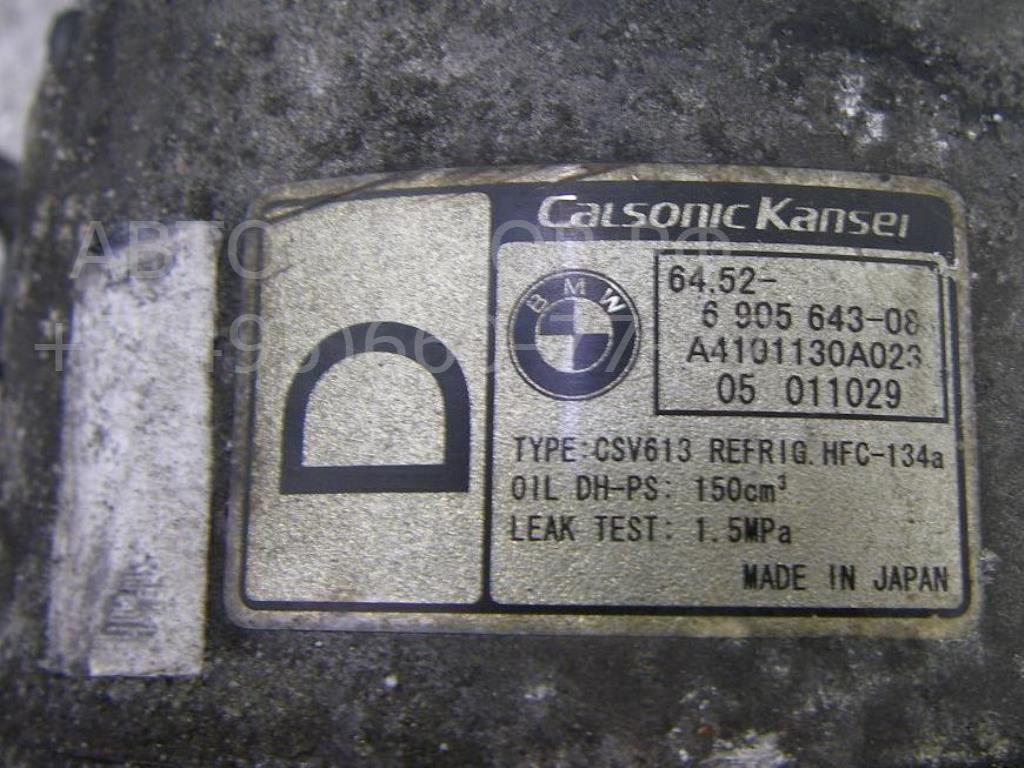 Calsonic Kansei
BMW
64.52-
6 905 643-08
A4101130A023
05 011029
D
TYPE:CSV613 REFRIG. HFC-134a
OIL DH-PS: 150cm³
LEAK TEST: 1.5MPa
MADE IN JAPAN